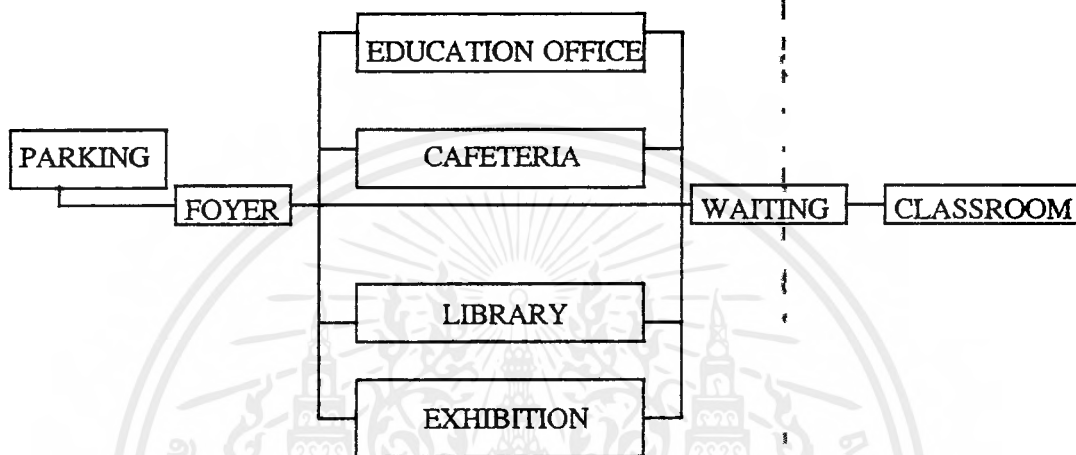 EDUCATION OFFICE
PARKING
CAFETERIA
FOYER
WAITING
CLASSROOM
LIBRARY
EXHIBITION